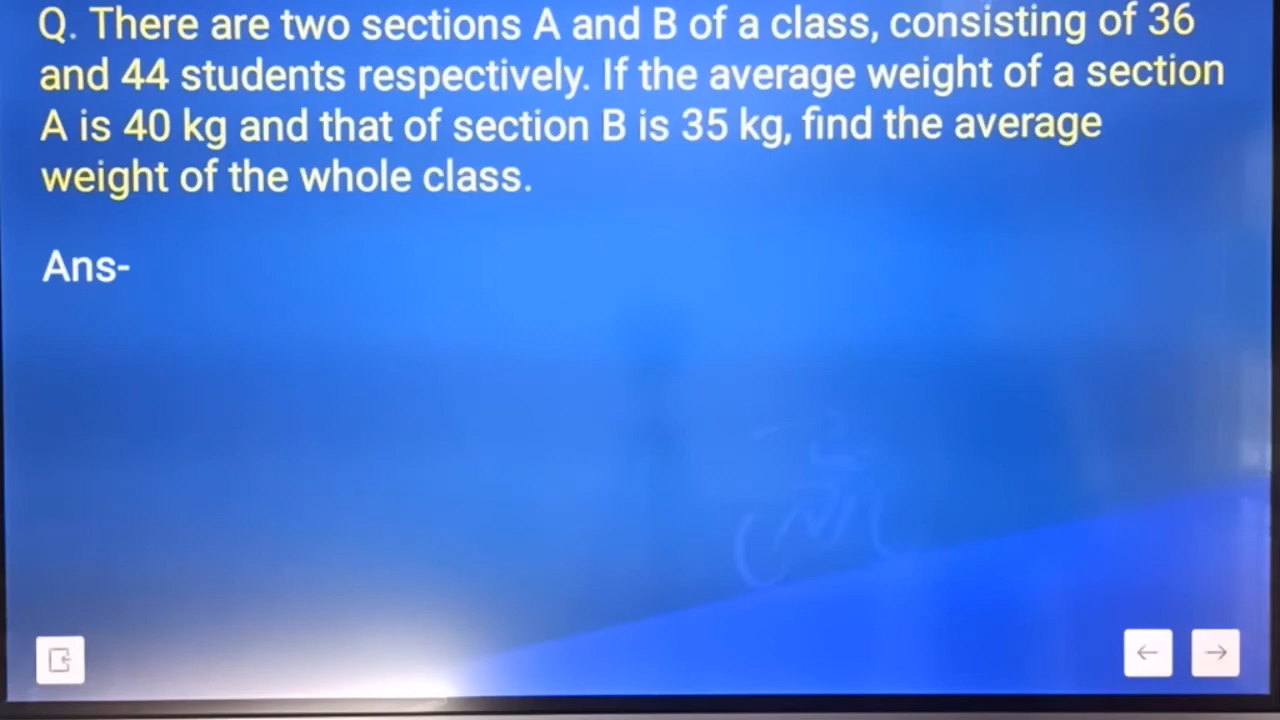 Q. There are two sections A and B of a class, consisting of 36
and 44 students respectively. If the average weight of a section
A is 40 kg and that of section B is 35 kg, find the average
weight of the whole class.
Ans-